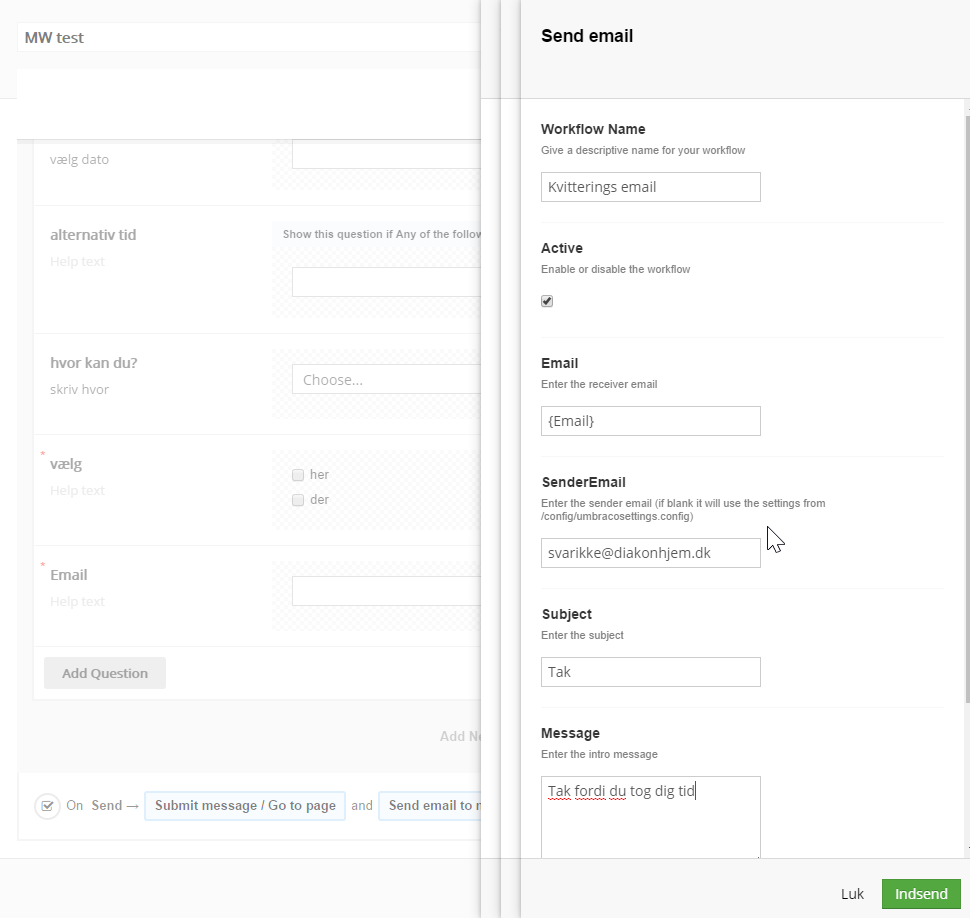 MW test
vælg dato
alternativ tid
Help text
Show this question if Any of the follow
hvor kan du?
skriv hvor
Choose...
* vælg
Help text
her
der
* Email
Help text
Add Question
Add Ne
On Send → Submit message / Go to page and Send email to
Send email
Workflow Name
Give a descriptive name for your workflow
Kvitterings email
Active
Enable or disable the workflow
Email
Enter the receiver email
{Email}
SenderEmail
Enter the sender email (if blank it will use the settings from
/config/umbracosettings.config)
svarikke@diakonhjem.dk
Subject
Enter the subject
Tak
Message
Enter the intro message
Tak fordi du tog dig tid
Luk
Indsend